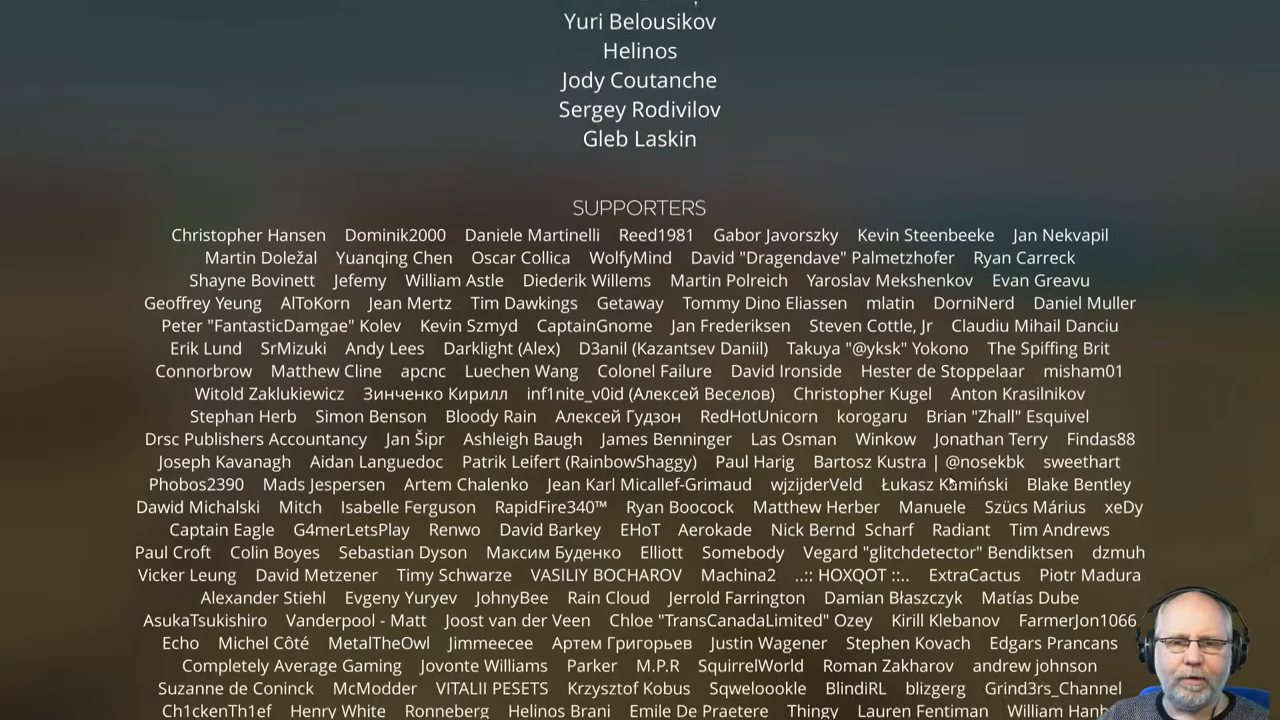 Yuri Belousikov
Helinos
Jody Coutanche
Sergey Rodivilov
Gleb Laskin
SUPPORTERS
Christopher Hansen Dominik2000 Daniele Martinelli Reed1981 Gabor Javorszky Kevin Steenbeeke Jan Nekvapil
Martin Doležal Yuanqing Chen Oscar Collica WolfyMind David "Dragendave" Palmetzhofer Ryan Carreck
Shayne Bovinett Jefemy William Astle Diederik Willems Martin Polreich Yaroslav Mekshenkov Evan Greavu
Geoffrey Yeung AlToKorn Jean Mertz Tim Dawkings Getaway Tommy Dino Eliassen mlatin DorniNerd Daniel Muller
Peter "FantasticDamgae" Kolev Kevin Szmyd CaptainGnome Jan Frederiksen Steven Cottle, Jr Claudiu Mihail Danciu
Erik Lund SrMizuki Andy Lees Darklight (Alex) D3anil (Kazantsev Daniil) Takuya "@yksk" Yokono The Spiffing Brit
Connorbrow Matthew Cline apcnc Luechen Wang Colonel Failure David Ironside Hester de Stoppelaar misham01
Witold Zaklukiewicz Зинченко Кирилл inf1nite_v0id (Алексей Веселов) Christopher Kugel Anton Krasilnikov
Stephan Herb Simon Benson Bloody Rain Алексей Гудзон RedHotUnicorn korogaru Brian "Zhall" Esquivel
Drsc Publishers Accountancy Jan Šipr Ashleigh Baugh James Benninger Las Osman Winkow Jonathan Terry Findas88
Joseph Kavanagh Aidan Languedoc Patrik Leifert (RainbowShaggy) Paul Harig Bartosz Kustra | @nosekbk sweethart
Phobos2390 Mads Jespersen Artem Chalenko Jean Karl Micallef-Grimaud wjzijderVeld Łukasz Kamiński Blake Bentley
Dawid Michalski Mitch Isabelle Ferguson RapidFire340™ Ryan Boocock Matthew Herber Manuele Szücs Márius xeDy
Captain Eagle G4merLetsPlay Renwo David Barkey EHoT Aerokade Nick Bernd Scharf Radiant Tim Andrews
Paul Croft Colin Boyes Sebastian Dyson Максим Буденко Elliott Somebody Vegard "glitchdetector" Bendiktsen dzmuh
Vicker Leung David Metzener Timy Schwarze VASILIY BOCHAROV Machina2 ..:: HOXQOT ::.. ExtraCactus Piotr Madura
Alexander Stiehl Evgeny Yuryev JohnyBee Rain Cloud Jerrold Farrington Damian Błaszczyk Matías Dube
AsukaTsukishiro Vanderpool - Matt Joost van der Veen Chloe "TransCanadaLimited" Ozey Kirill Klebanov FarmerJon1066
Echo Michel Côté MetalTheOwl Jimmeecee Артем Григорьев Justin Wagener Stephen Kovach Edgars Prancans
Completely Average Gaming Jovonte Williams Parker M.P.R SquirrelWorld Roman Zakharov andrew johnson
Suzanne de Coninck McModder VITALII PESETS Krzysztof Kobus Sqweloookle BlindiRL blizgerg Grind3rs_Channel
Ch1ckenTh1ef Henry White Ronneberg Helinos Brani Emile De Praetere Thingy Lauren Fentiman William